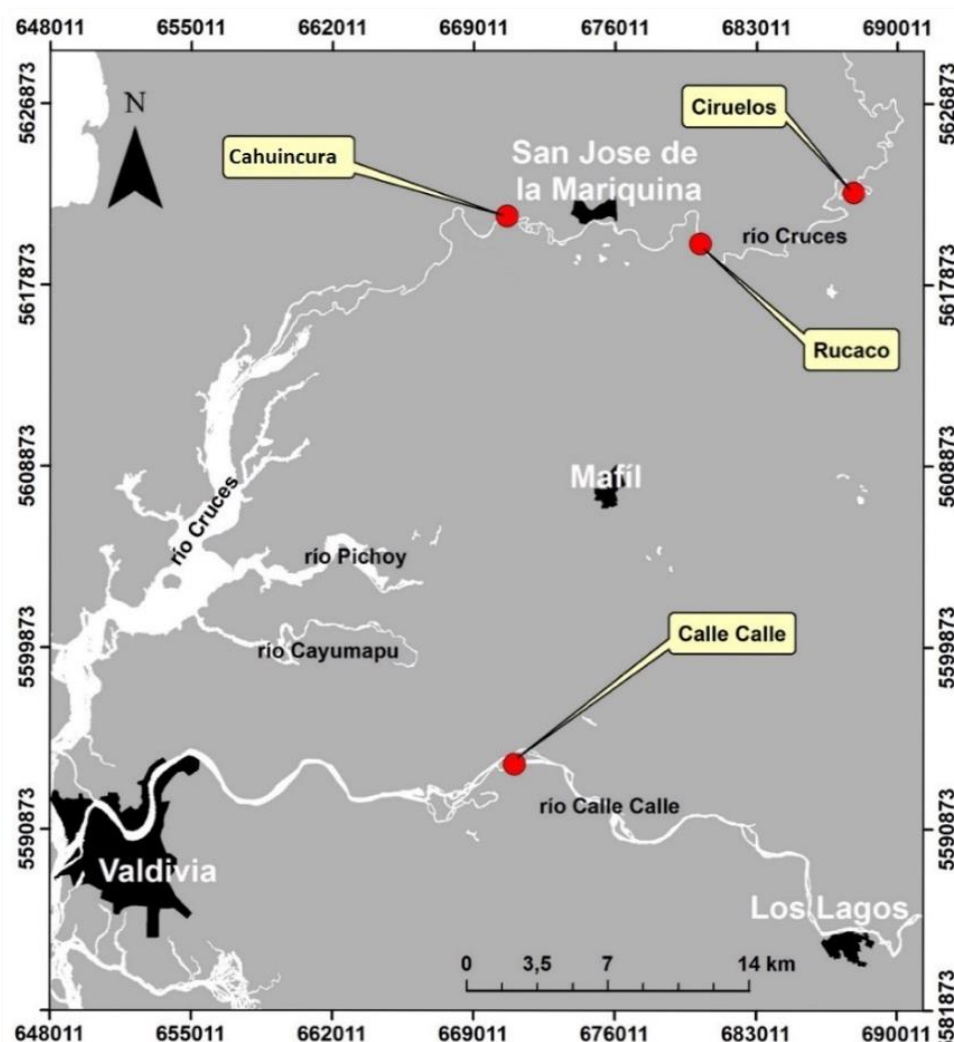 648011 655011 662011 669011 676011 683011 690011
5626873
5626873
N
Ciruelos
Cahuincura
San Jose de
la Mariquina
río Cruces
5617873
5617873
Rucaco
5608873
5608873
Mafíl
río Cruces
río Pichoy
Calle Calle
5599873
5599873
río Cayumapu
río Calle Calle
5590873
5590873
Valdivia
Los Lagos
0 3,5 7 14 km
5581873
648011 655011 662011 669011 676011 683011 690011